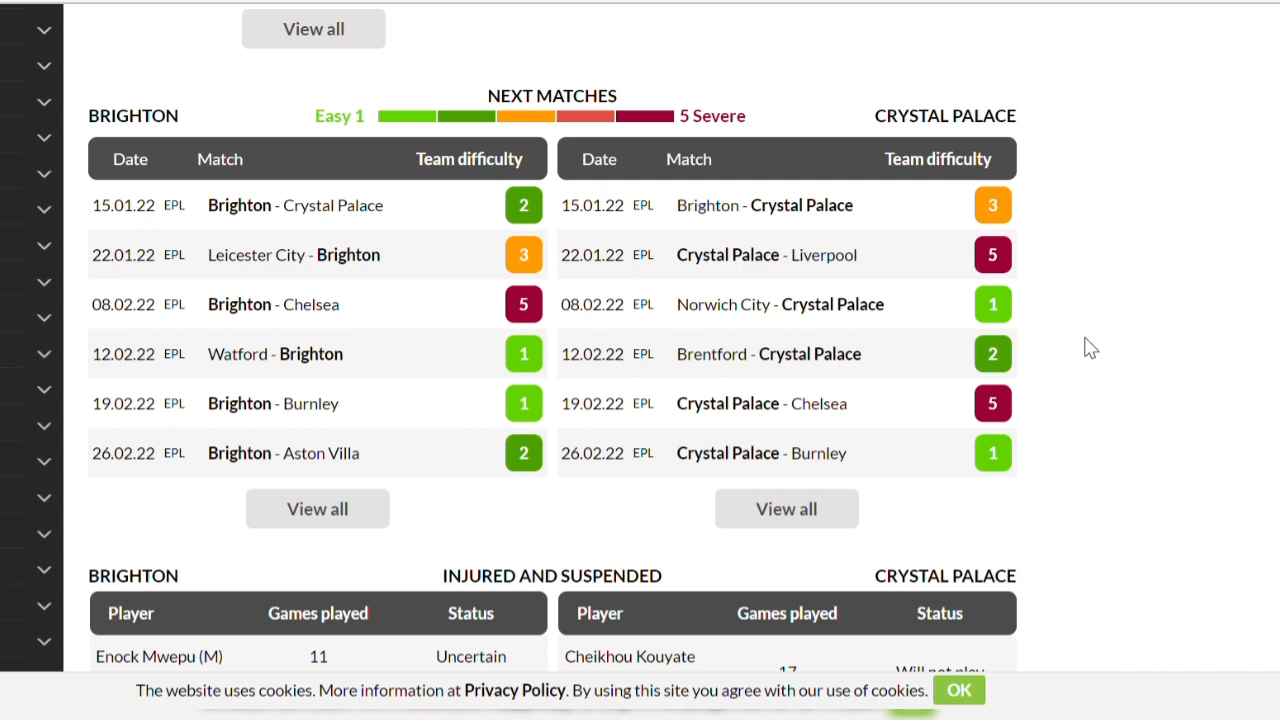 View all
NEXT MATCHES
BRIGHTON Easy 1 5 Severe CRYSTAL PALACE
Date Match Team difficulty Date Match Team difficulty
15.01.22 EPL Brighton - Crystal Palace 2 15.01.22 EPL Brighton - Crystal Palace 3
22.01.22 EPL Leicester City - Brighton 3 22.01.22 EPL Crystal Palace - Liverpool 5
08.02.22 EPL Brighton - Chelsea 5 08.02.22 EPL Norwich City - Crystal Palace 1
12.02.22 EPL Watford - Brighton 1 12.02.22 EPL Brentford - Crystal Palace 2
19.02.22 EPL Brighton - Burnley 1 19.02.22 EPL Crystal Palace - Chelsea 5
26.02.22 EPL Brighton - Aston Villa 2 26.02.22 EPL Crystal Palace - Burnley 1
View all View all
BRIGHTON INJURED AND SUSPENDED CRYSTAL PALACE
Player Games played Status Player Games played Status
Enock Mwepu (M) 11 Uncertain Cheikhou Kouyate
17 Will not play
The website uses cookies. More information at Privacy Policy. By using this site you agree with our use of cookies. OK